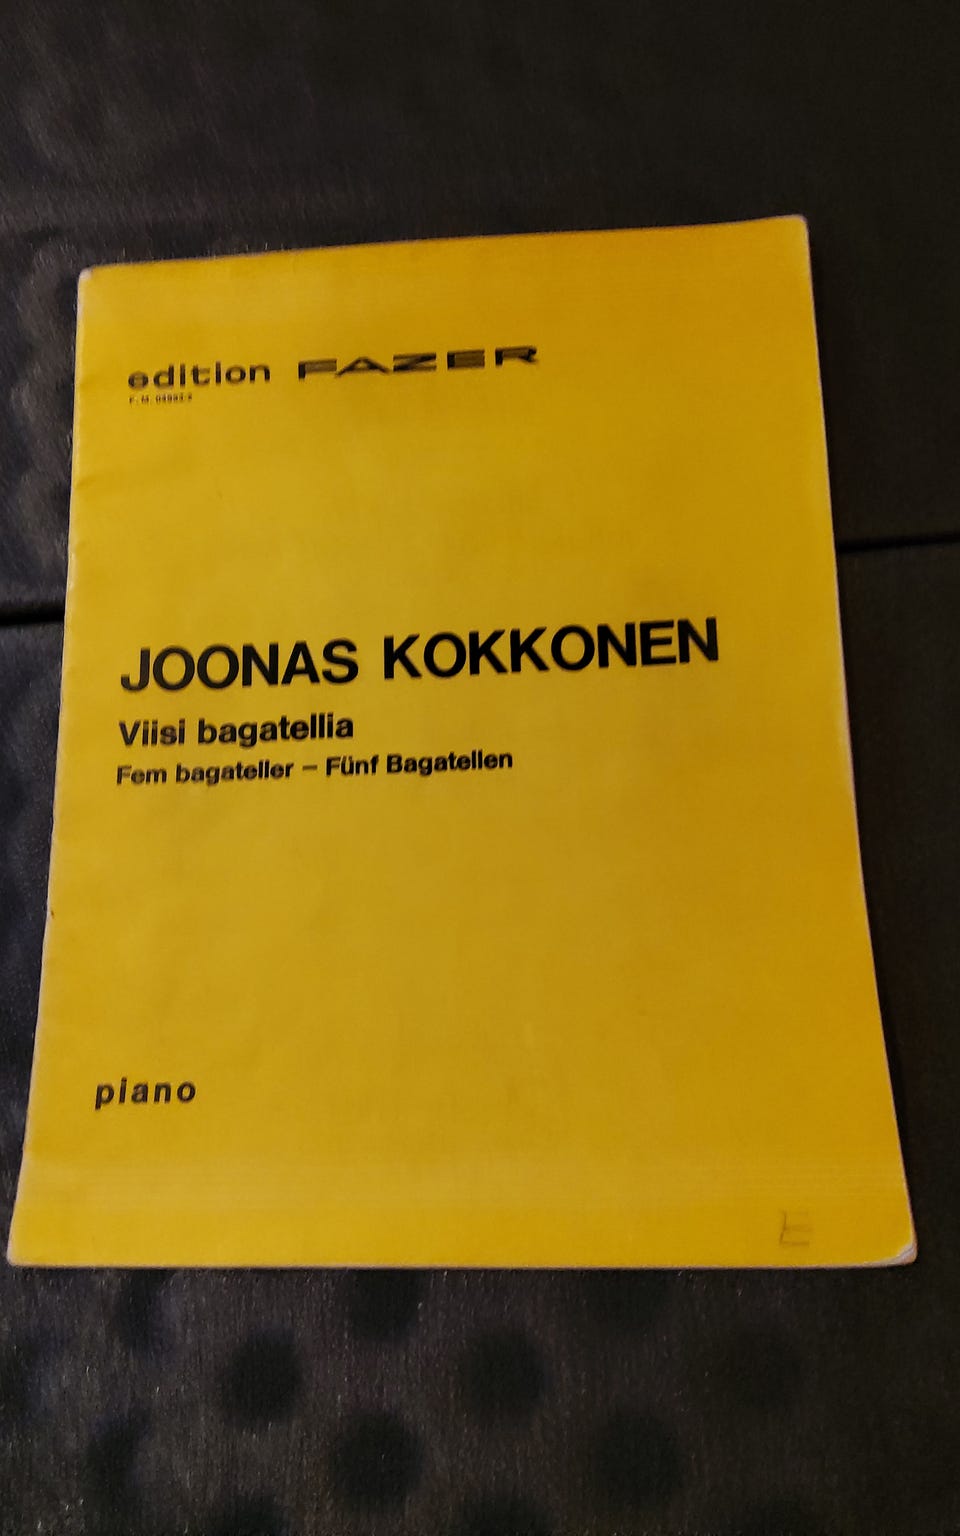 edition FAZER
F. M.
JOONAS KOKKONEN
Viisi bagatellia
Fem bagateller – Fünf Bagatellen
piano
E